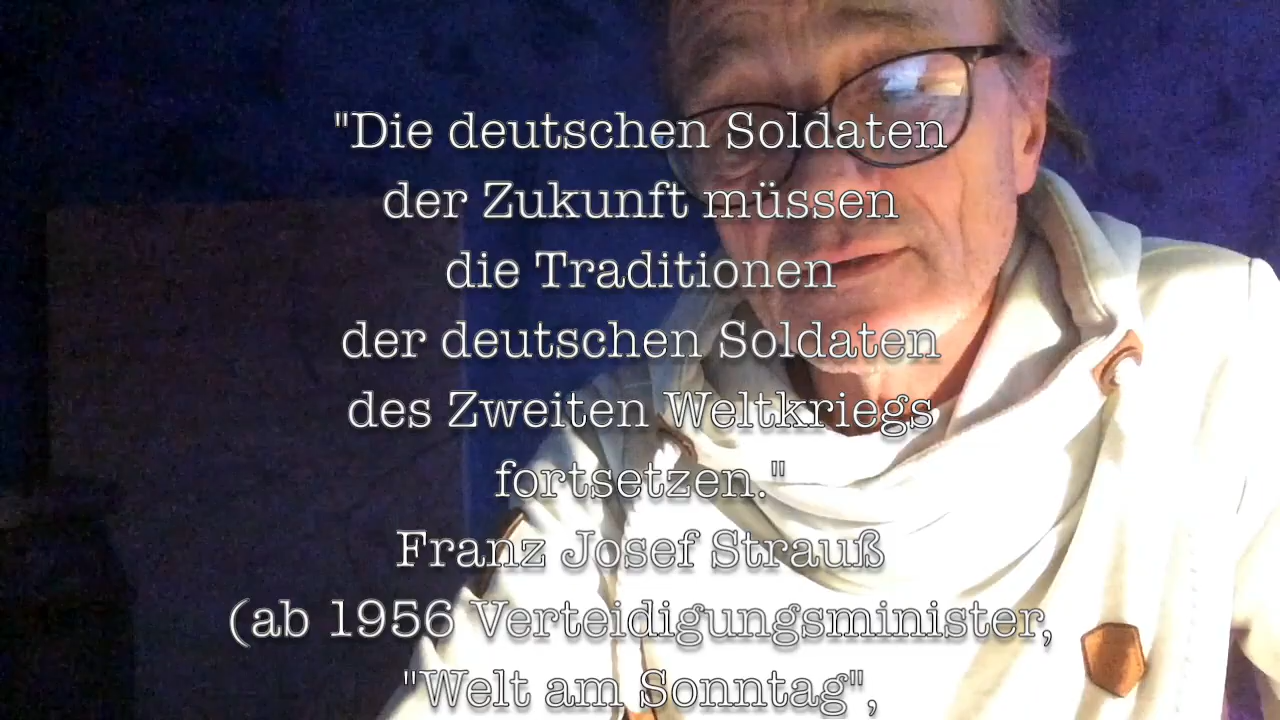 "Die deutschen Soldaten
der Zukunft müssen
die Traditionen
der deutschen Soldaten
des Zweiten Weltkriegs
fortsetzen."
Franz Josef Strauß
(ab 1956 Verteidigungsminister,
"Welt am Sonntag",